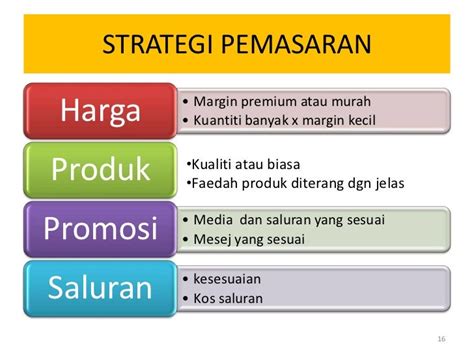 STRATEGI PEMASARAN
Harga
• Margin premium atau murah
• Kuantiti banyak x margin kecil
Produk
•Kualiti atau biasa
•Faedah produk diterang dgn jelas
Promosi
• Media dan saluran yang sesuai
• Mesej yang sesuai
Saluran
• kesesuaian
• Kos saluran
16